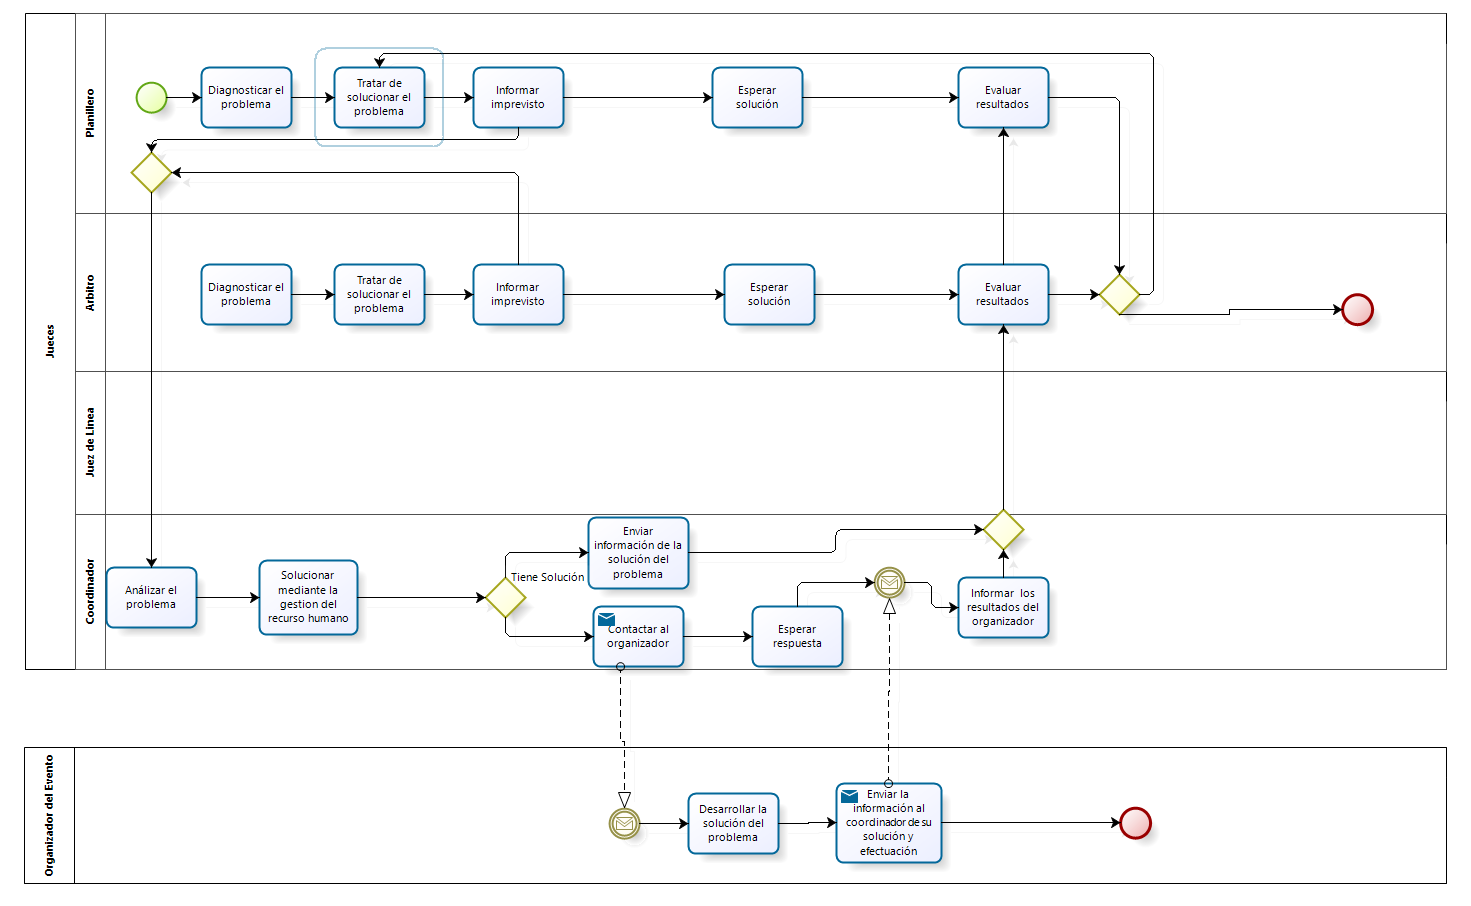 Jueces
Planillero
Diagnosticar el
problema
Tratar de
solucionar el
problema
Informar
imprevisto
Esperar
solución
Evaluar
resultados
Arbitro
Diagnosticar el
problema
Tratar de
solucionar el
problema
Informar
imprevisto
Esperar
solución
Evaluar
resultados
Juez de Linea
Coordinador
Análizar el
problema
Solucionar
mediante la
gestion del
recurso humano
Tiene Solución
Enviar
información de la
solución del
problema
Contactar al
organizador
Esperar
respuesta
Informar los
resultados del
organizador
Organizador del Evento
Desarrollar la
solución del
problema
Enviar la
información al
coordinador de su
solución y
efectuación